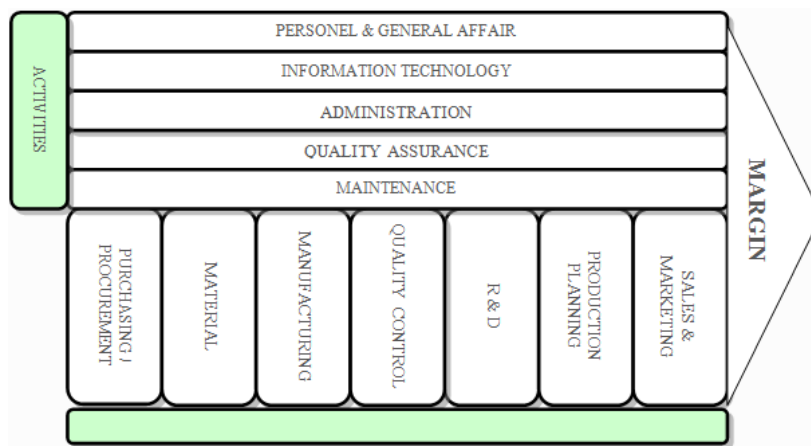 ACTIVITIES
PERSONEL & GENERAL AFFAIR
INFORMATION TECHNOLOGY
ADMINISTRATION
QUALITY ASSURANCE
MAINTENANCE
PURCHASING /
PROCUREMENT
MATERIAL
MANUFACTURING
QUALITY CONTROL
R & D
PRODUCTION
PLANNING
SALES &
MARKETING
MARGIN